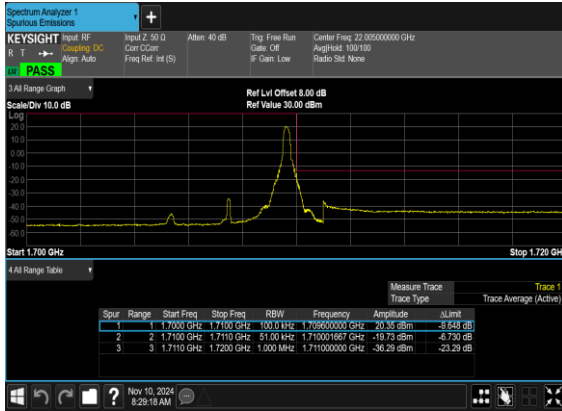 Spectrum Analyzer 1
Spurious Emissions
KEYSIGHT
R T
Input: RF
Coupling: DC
Align: Auto
Input Z: 50 Ω
Corr CCorr
Freq Ref: Int (S)
Atten: 40 dB
Trig: Free Run
Gate: Off
IF Gain: Low
Center Freq: 22.005000000 GHz
Avg|Hold: 100/100
Radio Std: None
PASS
3 All Range Graph
Scale/Div 10.0 dB
Ref Lvl Offset 8.00 dB
Ref Value 30.00 dBm
Log
20.0
10.0
0.00
-10.0
-20.0
-30.0
-40.0
-50.0
-60.0
Start 1.700 GHz
Stop 1.720 GH
4 All Range Table
Measure Trace Trace 1
Trace Type Trace Average (Active)
Spur Range Start Freq Stop Freq RBW Frequency Amplitude ΔLimit
1 1 1.7000 GHz 1.7100 GHz 100.0 kHz 1.709600000 GHz 20.35 dBm -9.648 dB
2 2 1.7100 GHz 1.7110 GHz 51.00 kHz 1.710001667 GHz -19.73 dBm -6.730 dB
3 3 1.7110 GHz 1.7200 GHz 1.000 MHz 1.711000000 GHz -36.29 dBm -23.29 dB
Nov 10, 2024
8:29:18 AM